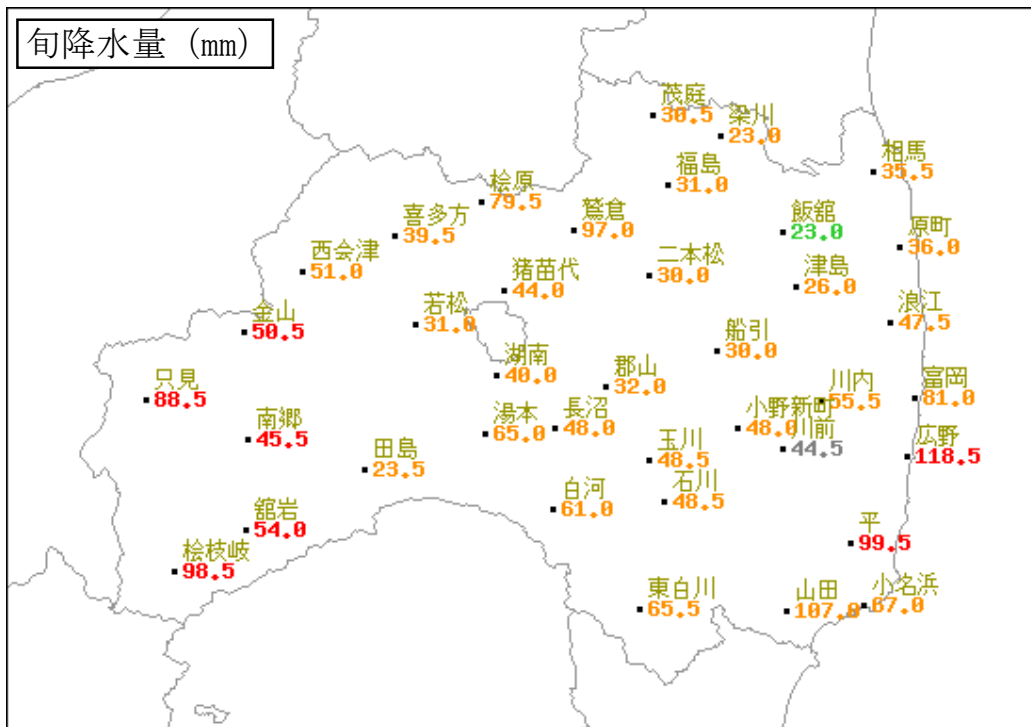 旬降水量 (mm)
茂庭
30.5
梁川
23.0
相馬
35.5
福島
31.0
桧原
79.5
鷲倉
97.0
飯舘
23.0
喜多方
39.5
原町
36.0
西会津
51.0
二本松
30.0
津島
26.0
猪苗代
44.0
浪江
47.5
若松
31.0
金山
50.5
船引
30.0
湖南
40.0
郡山
32.0
只見
88.5
川内
55.5
富岡
81.0
南郷
45.5
湯本
65.0
長沼
48.0
小野新町
48.0
川前
44.5
広野
118.5
田島
23.5
玉川
48.5
石川
48.5
白河
61.0
舘岩
54.0
平
99.5
桧枝岐
98.5
東白川
65.5
山田
107.0
小名浜
67.0